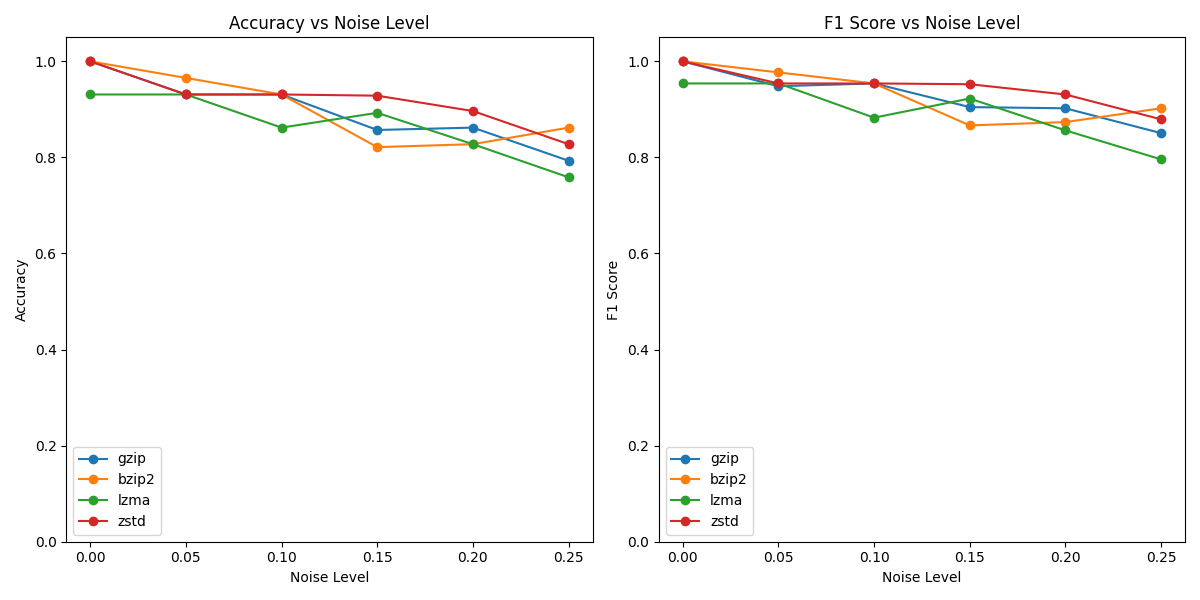 Accuracy vs Noise Level
1.0
0.8
0.6
0.4
0.2
0.0
Accuracy
gzip
bzip2
lzma
zstd
0.00 0.05 0.10 0.15 0.20 0.25
Noise Level
F1 Score vs Noise Level
1.0
0.8
0.6
0.4
0.2
0.0
F1 Score
gzip
bzip2
lzma
zstd
0.00 0.05 0.10 0.15 0.20 0.25
Noise Level